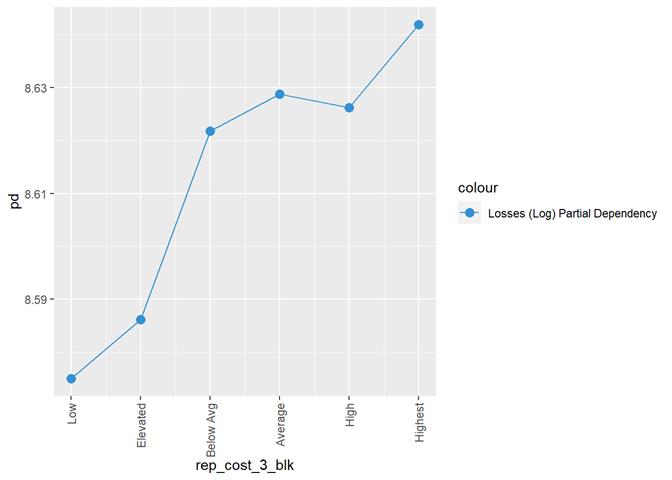 8.63
8.61
8.59
pd
Low
Elevated
Below Avg
Average
High
Highest
rep_cost_3_blk
colour
Losses (Log) Partial Dependency